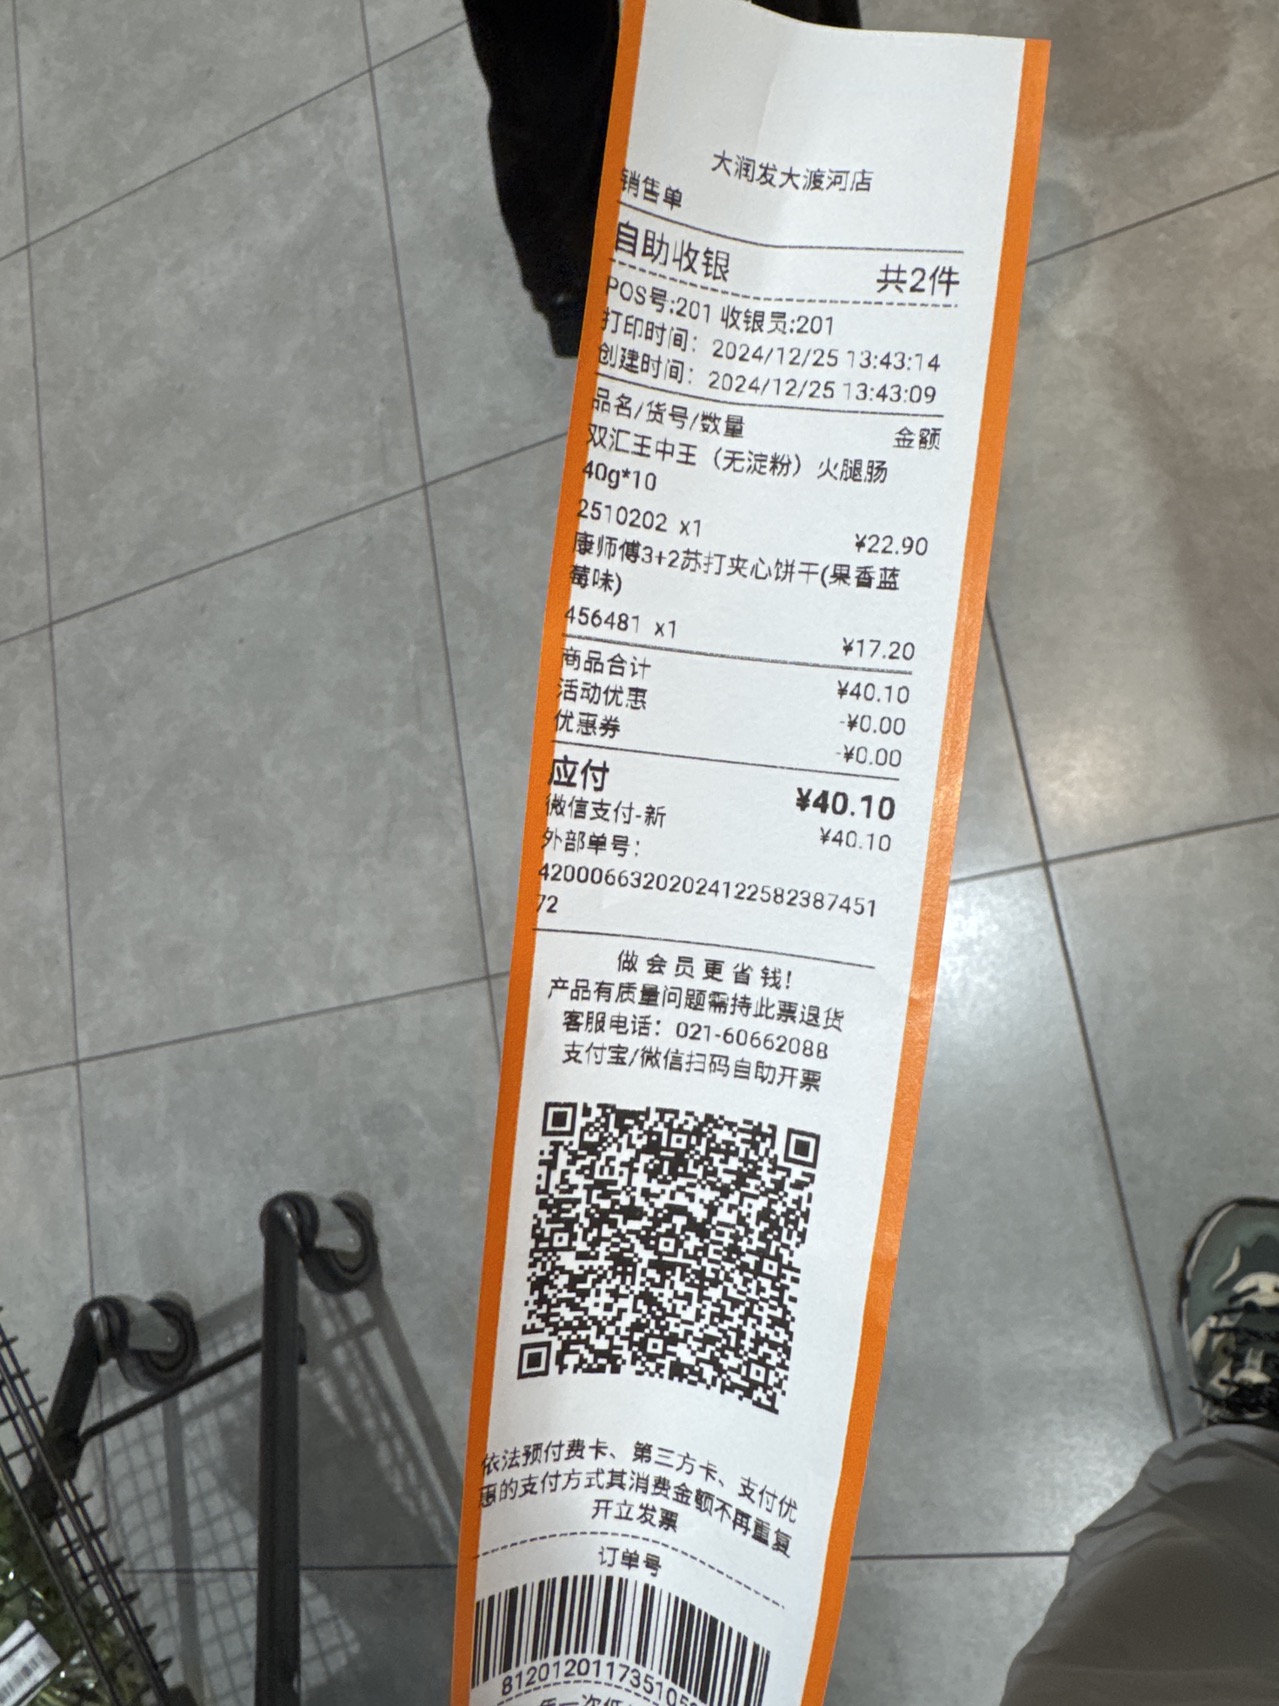 大润发大渡河店
销售单
自助收银 共2件
POS号:201 收银员:201
打印时间：2024/12/25 13:43:14
创建时间：2024/12/25 13:43:09
品名/货号/数量 金额
双汇王中王（无淀粉）火腿肠
40g*10
2510202 x1 ¥22.90
康师傅3+2苏打夹心饼干(果香蓝
莓味)
456481 x1 ¥17.20
商品合计 ¥40.10
活动优惠 -¥0.00
优惠券 -¥0.00
应付 ¥40.10
微信支付-新 ¥40.10
外部单号：
42000663202024122582387451
72
做会员更省钱!
产品有质量问题需持此票退货
客服电话：021-60662088
支付宝/微信扫码自助开票
依法预付费卡、第三方卡、支付优
惠的支付方式其消费金额不再重复
开立发票
订单号
812012011735105